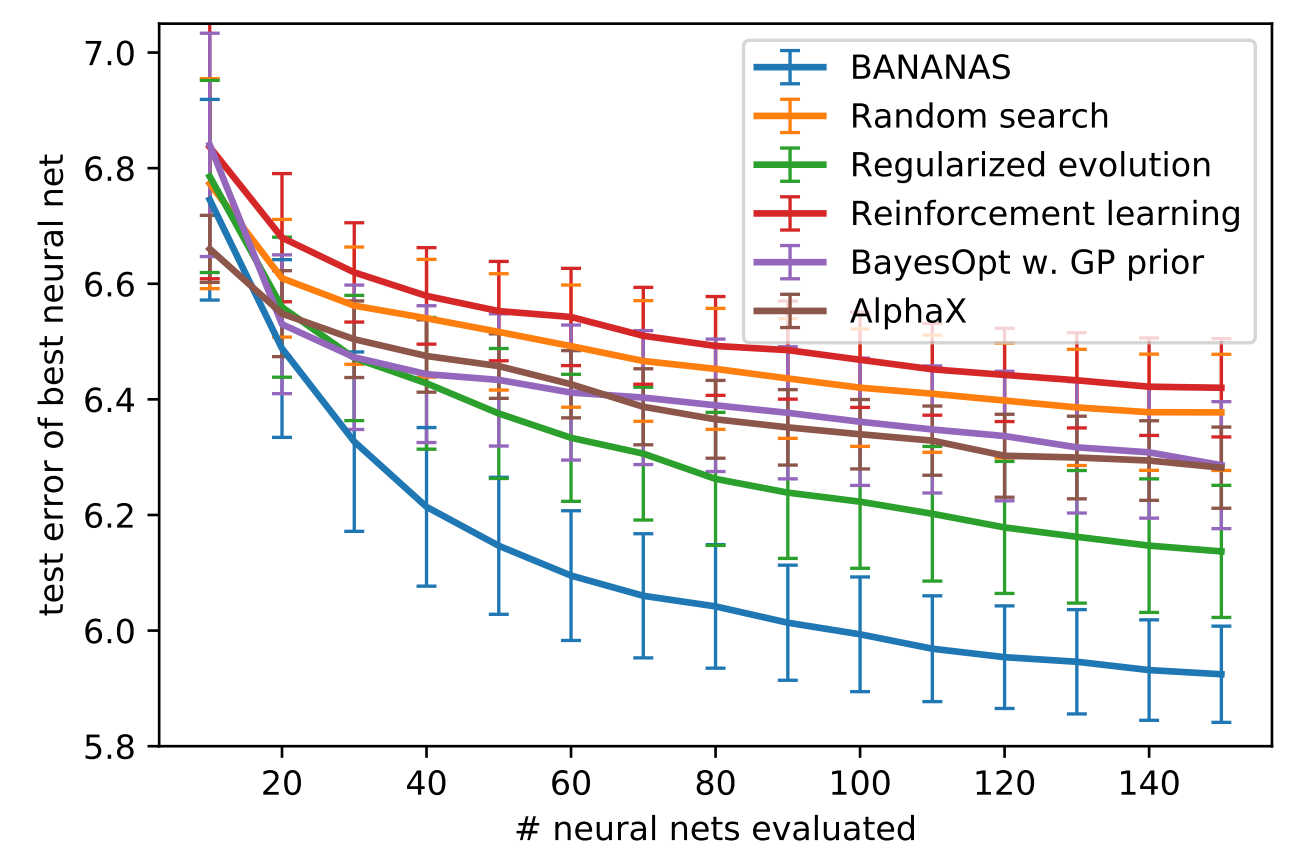 7.0
6.8
6.6
6.4
6.2
6.0
5.8
test error of best neural net
BANANAS
Random search
Regularized evolution
Reinforcement learning
BayesOpt w. GP prior
AlphaX
20 40 60 80 100 120 140
# neural nets evaluated